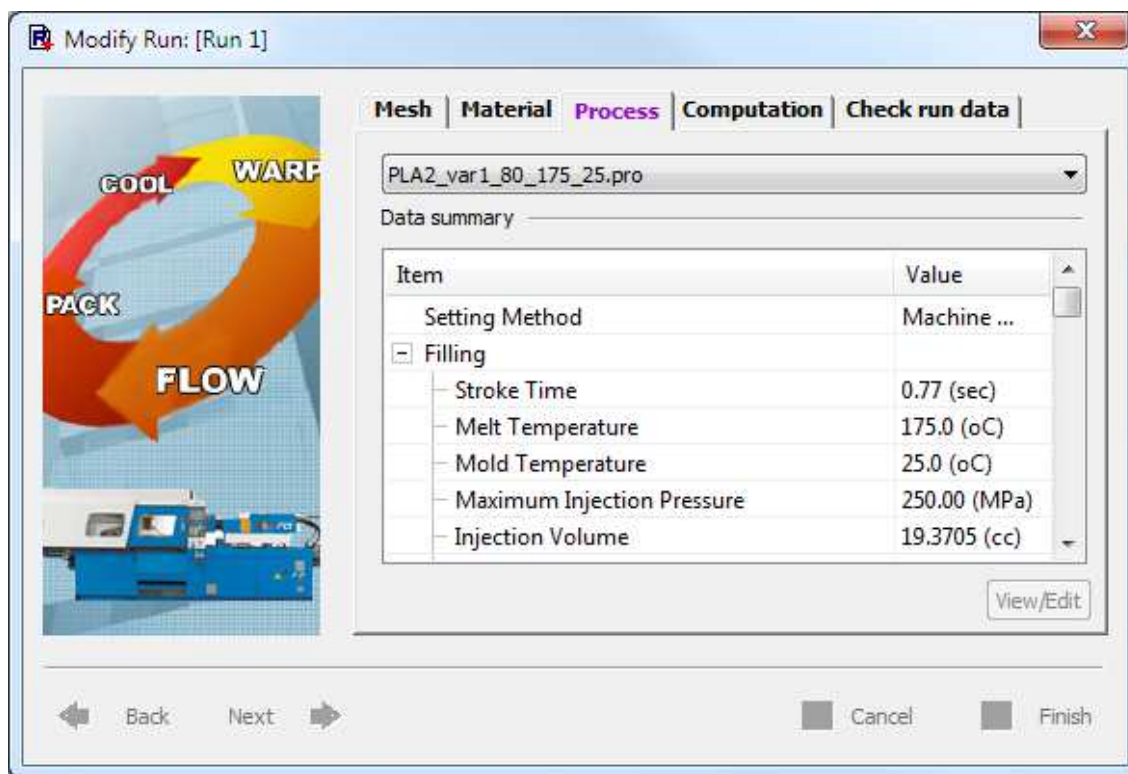 Modify Run: [Run 1]
Mesh Material Process Computation Check run data
PLA2_var1_80_175_25.pro
Data summary
Item Value
Setting Method Machine ...
Filling
Stroke Time 0.77 (sec)
Melt Temperature 175.0 (oC)
Mold Temperature 25.0 (oC)
Maximum Injection Pressure 250.00 (MPa)
Injection Volume 19.3705 (cc)
View/Edit
COOL WARP
PACK
FLOW
Back Next Cancel Finish